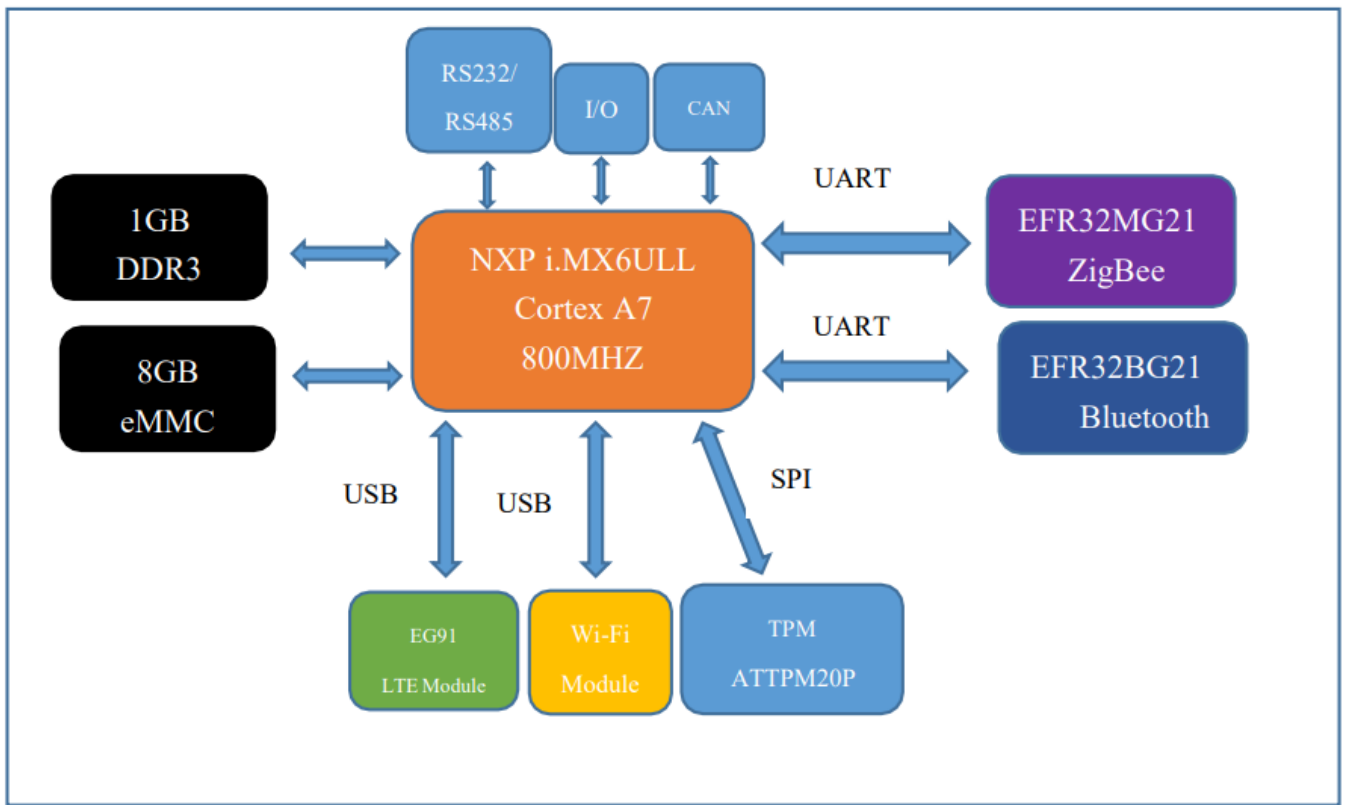 RS232/
RS485
I/O
CAN
UART
1GB
DDR3
NXP i.MX6ULL
Cortex A7
800MHZ
EFR32MG21
ZigBee
8GB
eMMC
UART
EFR32BG21
Bluetooth
USB
USB
SPI
EG91
LTE Module
Wi-Fi
Module
TPM
ATTPM20P